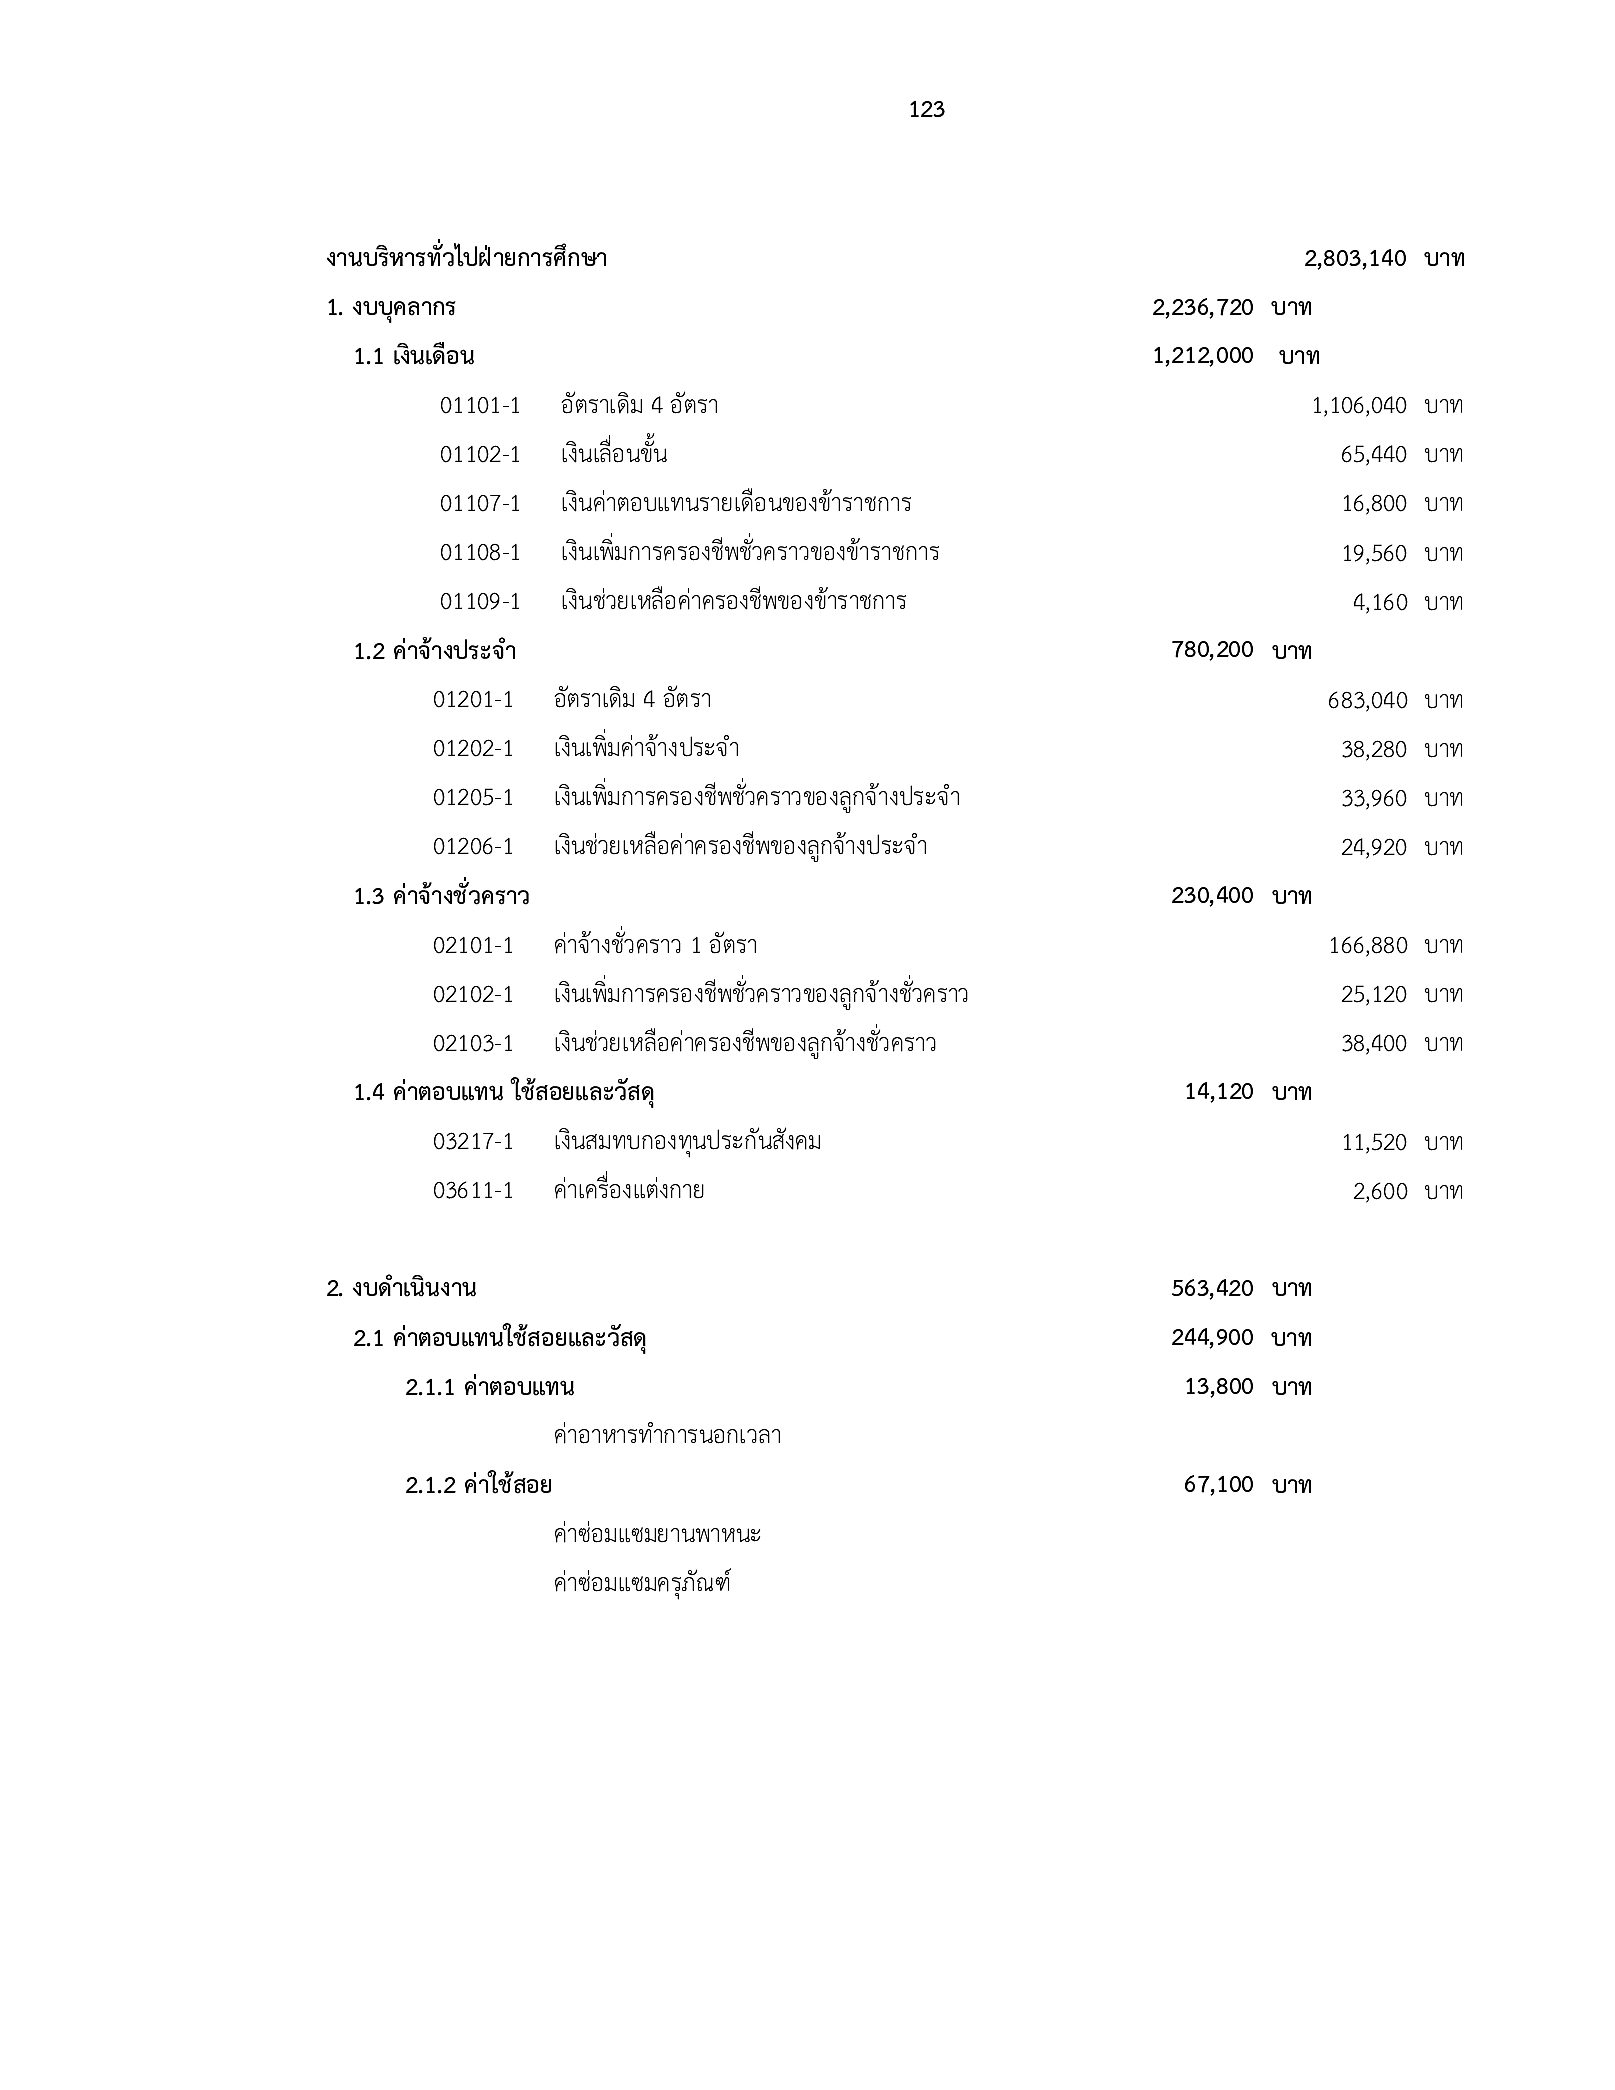 123
งานบริหารทั่วไปฝ่ายการศึกษา 2,803,140 บาท
1. งบบุคลากร 2,236,720 บาท
1.1 เงินเดือน 1,212,000 บาท
01101-1 อัตราเดิม 4 อัตรา 1,106,040 บาท
01102-1 เงินเลื่อนขั้น 65,440 บาท
01107-1 เงินค่าตอบแทนรายเดือนของข้าราชการ 16,800 บาท
01108-1 เงินเพิ่มการครองชีพชั่วคราวของข้าราชการ 19,560 บาท
01109-1 เงินช่วยเหลือค่าครองชีพของข้าราชการ 4,160 บาท
1.2 ค่าจ้างประจำ 780,200 บาท
01201-1 อัตราเดิม 4 อัตรา 683,040 บาท
01202-1 เงินเพิ่มค่าจ้างประจำ 38,280 บาท
01205-1 เงินเพิ่มการครองชีพชั่วคราวของลูกจ้างประจำ 33,960 บาท
01206-1 เงินช่วยเหลือค่าครองชีพของลูกจ้างประจำ 24,920 บาท
1.3 ค่าจ้างชั่วคราว 230,400 บาท
02101-1 ค่าจ้างชั่วคราว 1 อัตรา 166,880 บาท
02102-1 เงินเพิ่มการครองชีพชั่วคราวของลูกจ้างชั่วคราว 25,120 บาท
02103-1 เงินช่วยเหลือค่าครองชีพของลูกจ้างชั่วคราว 38,400 บาท
1.4 ค่าตอบแทน ใช้สอยและวัสดุ 14,120 บาท
03217-1 เงินสมทบกองทุนประกันสังคม 11,520 บาท
03611-1 ค่าเครื่องแต่งกาย 2,600 บาท
2. งบดำเนินงาน 563,420 บาท
2.1 ค่าตอบแทนใช้สอยและวัสดุ 244,900 บาท
2.1.1 ค่าตอบแทน 13,800 บาท
ค่าอาหารทำการนอกเวลา
2.1.2 ค่าใช้สอย 67,100 บาท
ค่าซ่อมแซมยานพาหนะ
ค่าซ่อมแซมครุภัณฑ์